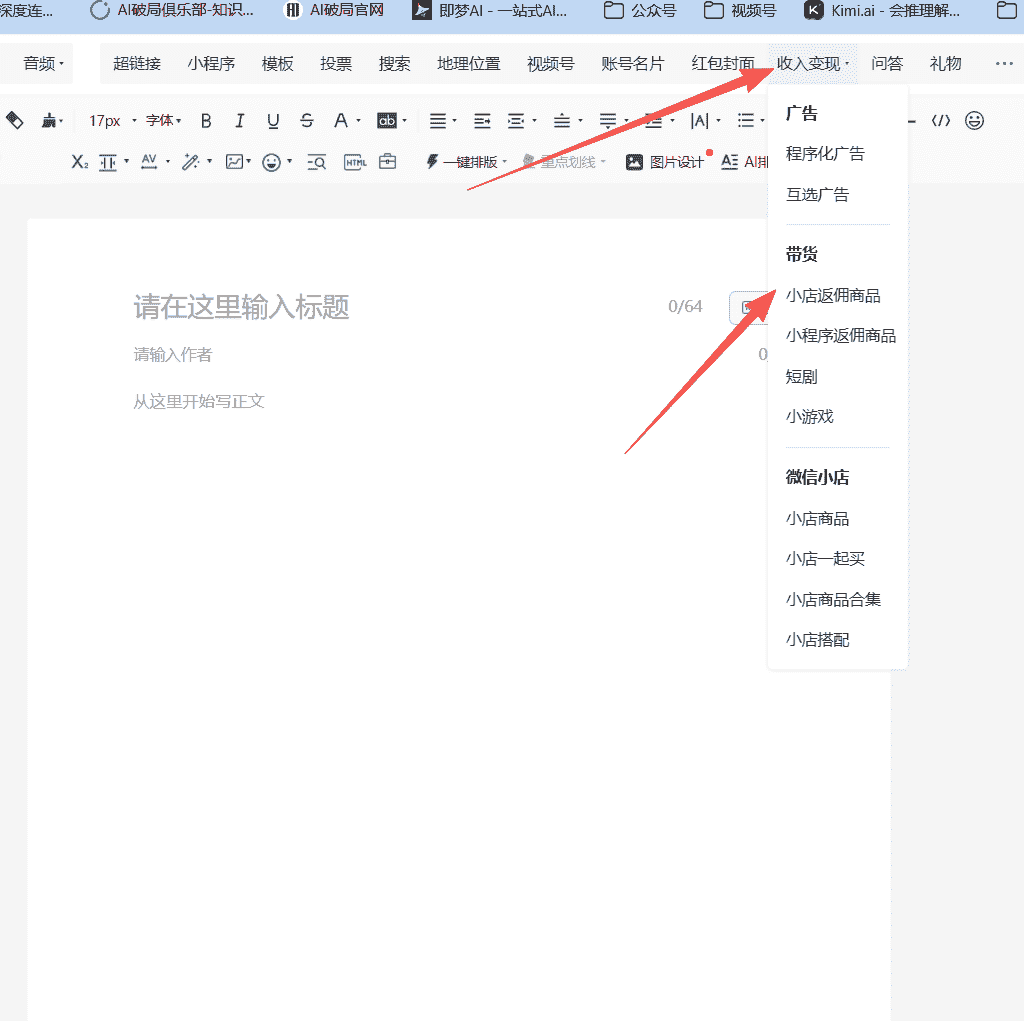 深度连... AI破局俱乐部-知识... AI破局官网 即梦AI - 一站式AI... 公众号 视频号 Kimi.ai - 会推理解...
音频 超链接 小程序 模板 投票 搜索 地理位置 视频号 账号名片 红包封面 收入变现 问答 礼物 ...
17px 字体 B I U S A ab |A| </>
X₂ AV HTML 一键排版 重点划线 图片设计 AI排
广告
程序化广告
互选广告
带货
小店返佣商品
小程序返佣商品
短剧
小游戏
微信小店
小店商品
小店一起买
小店商品合集
小店搭配
请在这里输入标题 0/64
请输入作者 0
从这里开始写正文